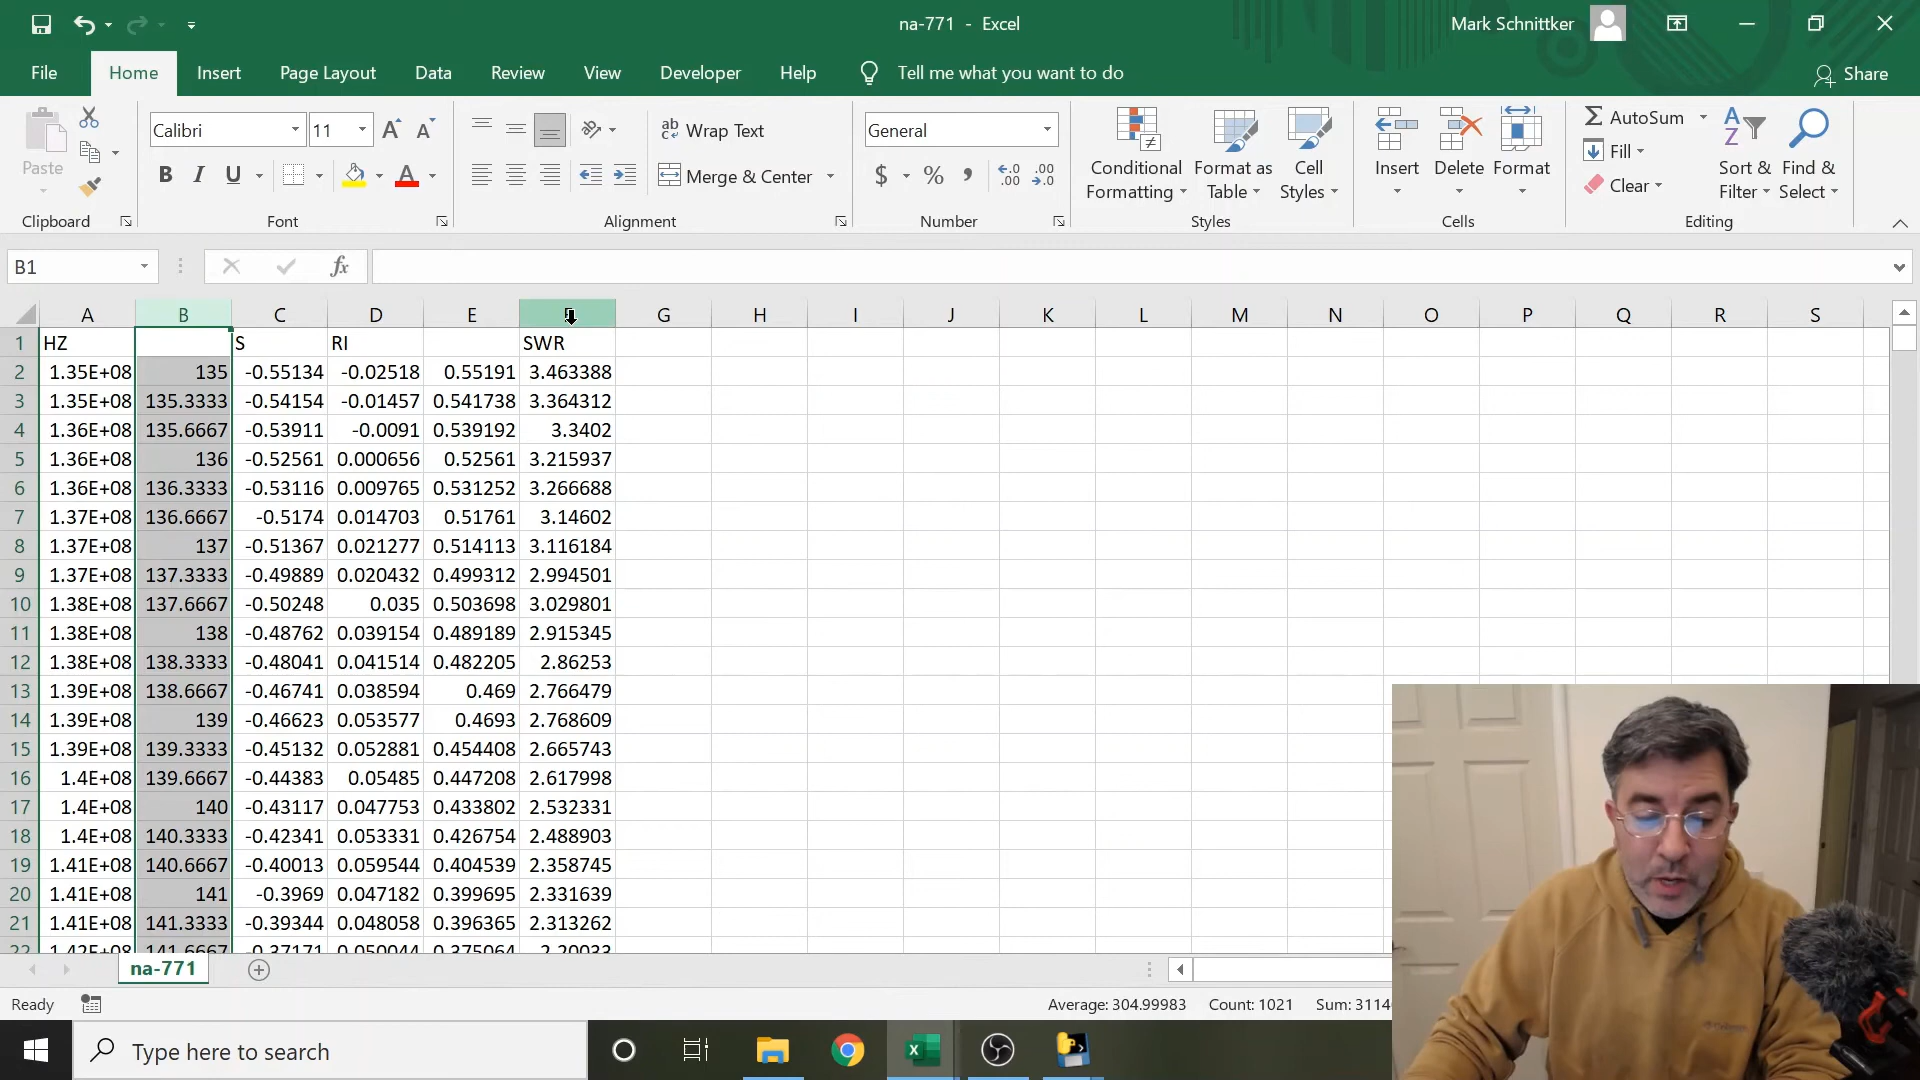 na-771 - Excel
Mark Schnittker
File Home Insert Page Layout Data Review View Developer Help Tell me what you want to do Share
Paste
Calibri 11
B I U
ab Wrap Text
Merge & Center
General
$ % 9
Conditional Formatting
Format as Table
Cell Styles
Insert Delete Format
AutoSum
Fill
Clear
Sort & Filter
Find & Select
Clipboard Font Alignment Number Styles Cells Editing
B1 fx
A B C D E G H I J K L M N O P Q R S
1 HZ S RI SWR
2 1.35E+08 135 -0.55134 -0.02518 0.55191 3.463388
3 1.35E+08 135.3333 -0.54154 -0.01457 0.541738 3.364312
4 1.36E+08 135.6667 -0.53911 -0.0091 0.539192 3.3402
5 1.36E+08 136 -0.52561 0.000656 0.52561 3.215937
6 1.36E+08 136.3333 -0.53116 0.009765 0.531252 3.266688
7 1.37E+08 136.6667 -0.5174 0.014703 0.51761 3.14602
8 1.37E+08 137 -0.51367 0.021277 0.514113 3.116184
9 1.37E+08 137.3333 -0.49889 0.020432 0.499312 2.994501
10 1.38E+08 137.6667 -0.50248 0.035 0.503698 3.029801
11 1.38E+08 138 -0.48762 0.039154 0.489189 2.915345
12 1.38E+08 138.3333 -0.48041 0.041514 0.482205 2.86253
13 1.39E+08 138.6667 -0.46741 0.038594 0.469 2.766479
14 1.39E+08 139 -0.46623 0.053577 0.4693 2.768609
15 1.39E+08 139.3333 -0.45132 0.052881 0.454408 2.665743
16 1.4E+08 139.6667 -0.44383 0.05485 0.447208 2.617998
17 1.4E+08 140 -0.43117 0.047753 0.433802 2.532331
18 1.4E+08 140.3333 -0.42341 0.053331 0.426754 2.488903
19 1.41E+08 140.6667 -0.40013 0.059544 0.404539 2.358745
20 1.41E+08 141 -0.3969 0.047182 0.399695 2.331639
21 1.41E+08 141.3333 -0.39344 0.048058 0.396365 2.313262
22 1.42E+08 141.6667 -0.37171 0.050044 0.375064 2.20033
na-771
Ready Average: 304.99983 Count: 1021 Sum: 3114
Type here to search